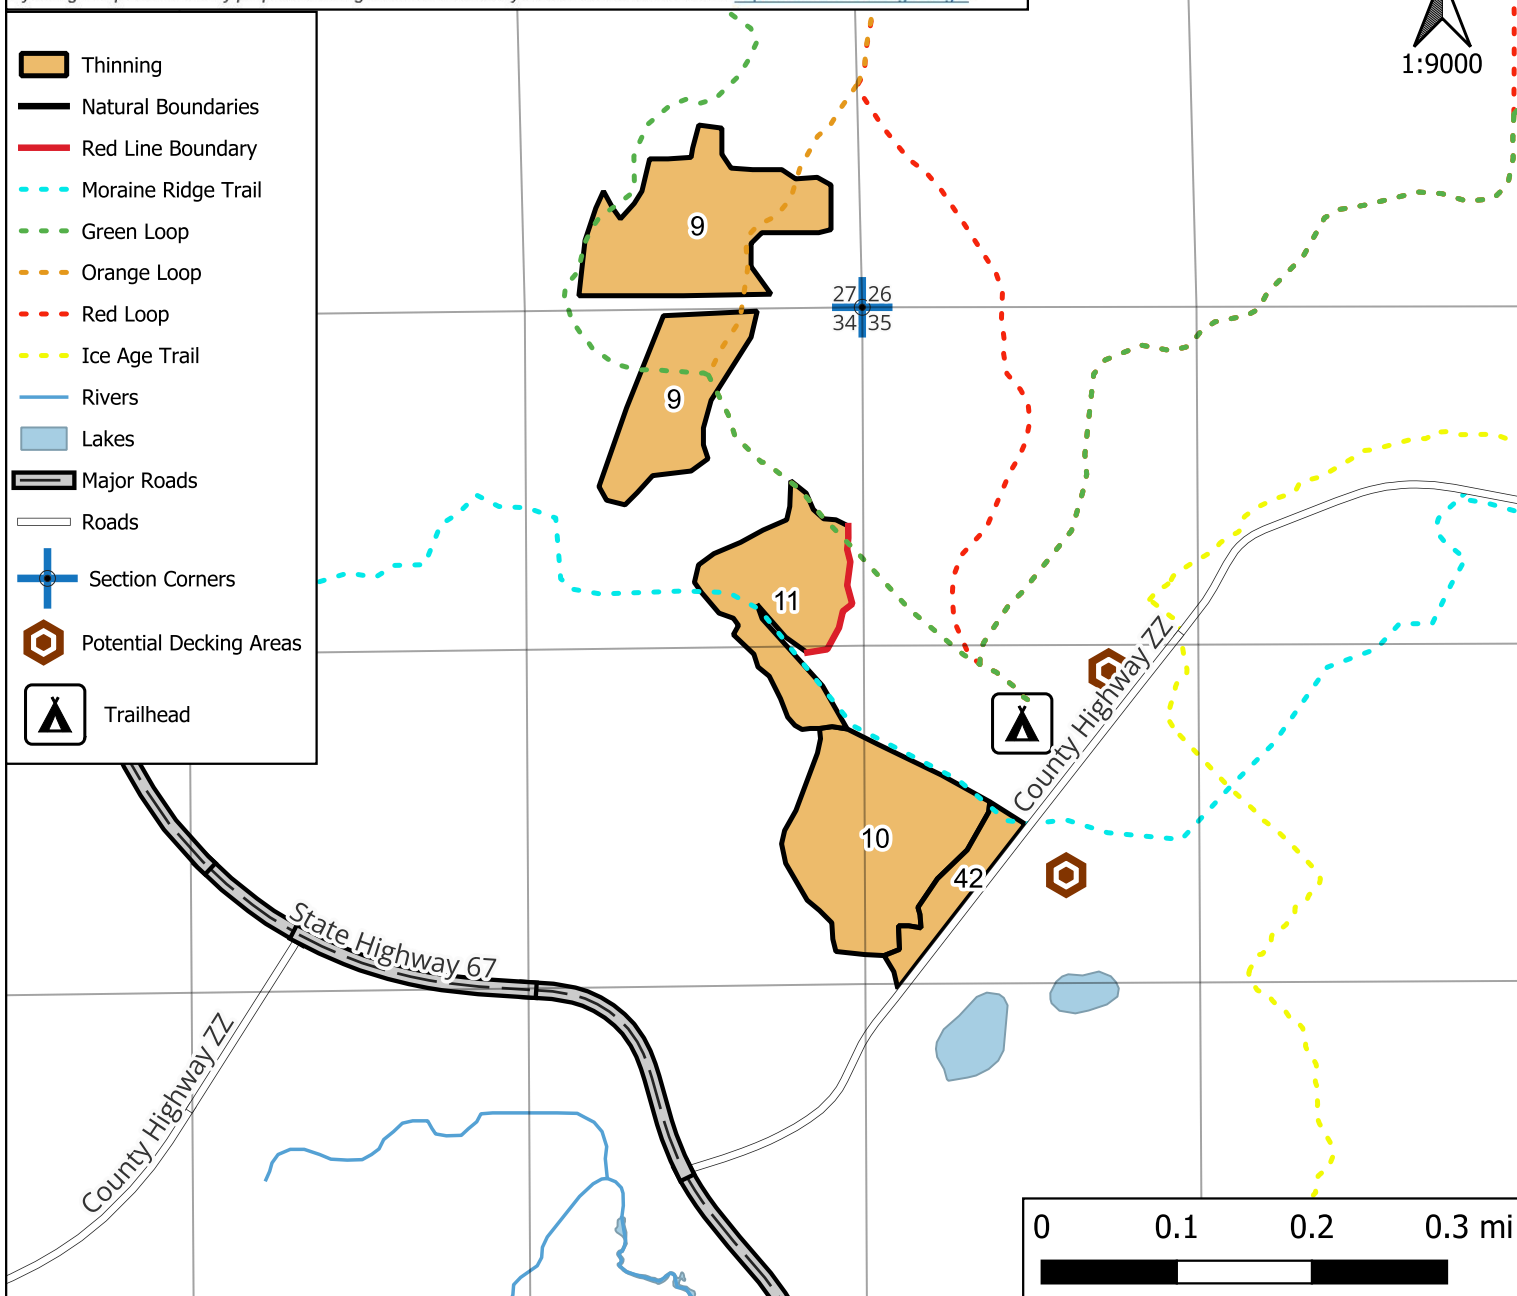 1:9000
Thinning
Natural Boundaries
Red Line Boundary
Moraine Ridge Trail
Green Loop
Orange Loop
Red Loop
Ice Age Trail
Rivers
Lakes
Major Roads
Roads
Section Corners
Potential Decking Areas
Trailhead
9
27 26
34 35
9
11
County Highway ZZ
10
42
State Highway 67
County Highway ZZ
0 0.1 0.2 0.3 mi